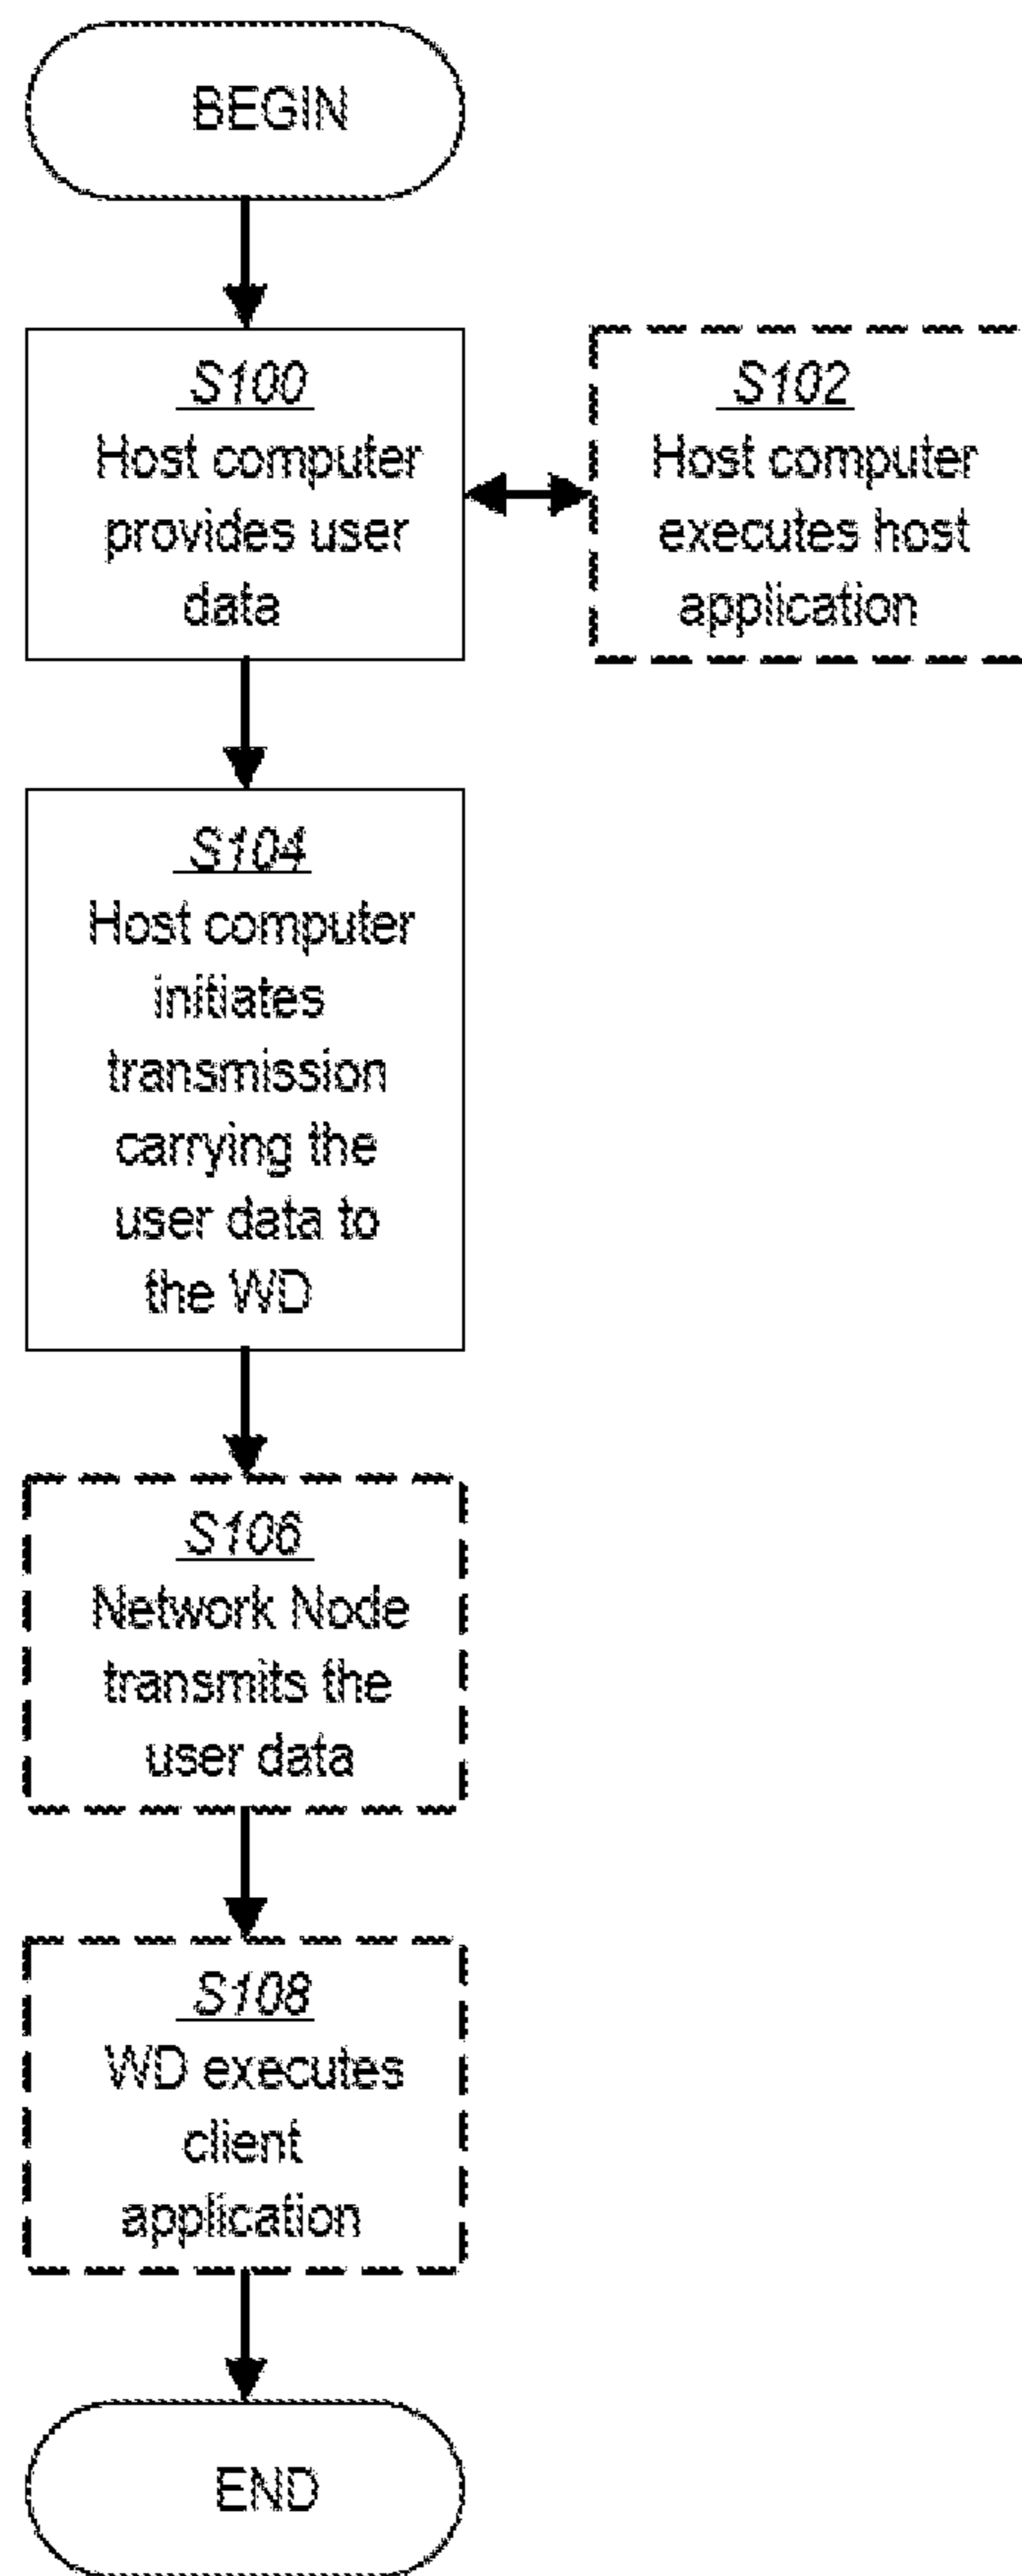 BEGIN
S100
Host computer
provides user
data
S102
Host computer
executes host
application
S104
Host computer
initiates
transmission
carrying the
user data to
the WD
S106
Network Node
transmits the
user data
S108
WD executes
client
application
END